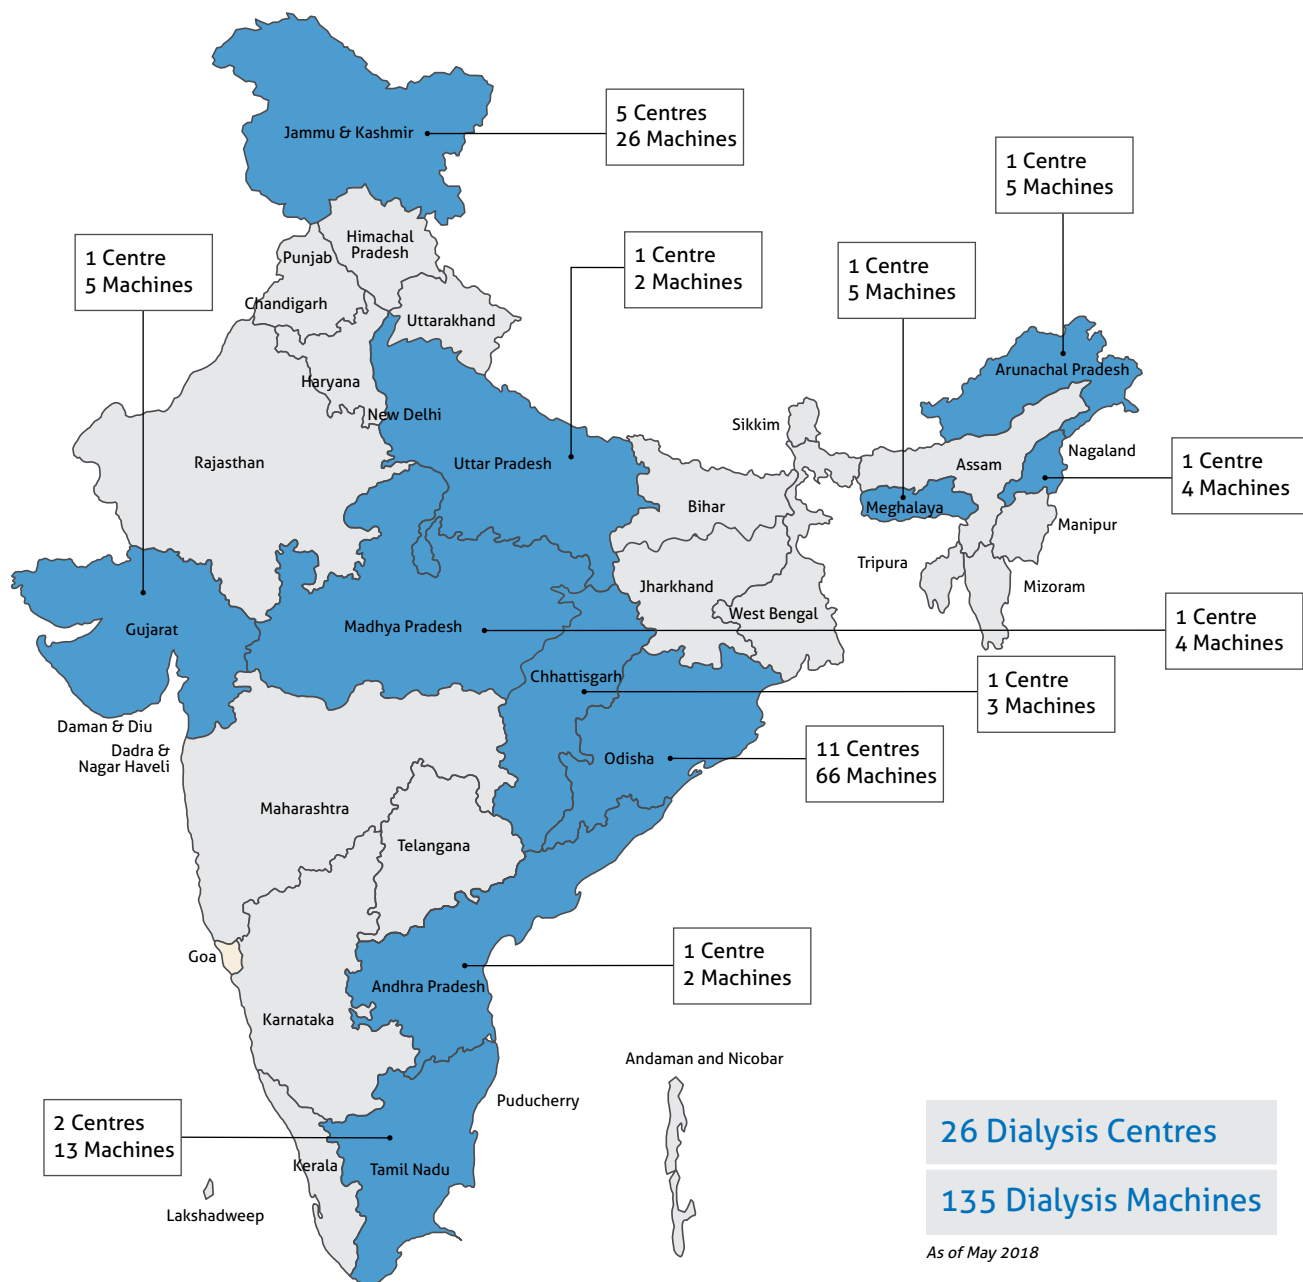 5 Centres
26 Machines
Jammu & Kashmir
1 Centre
5 Machines
Himachal
Pradesh
1 Centre
5 Machines
1 Centre
2 Machines
1 Centre
5 Machines
Punjab
Chandigarh
Uttarakhand
Arunachal Pradesh
Haryana
New Delhi
Sikkim
Rajasthan
Uttar Pradesh
Assam
Nagaland
1 Centre
4 Machines
Bihar
Meghalaya
Manipur
Tripura
Jharkhand
Mizoram
West Bengal
Gujarat
Madhya Pradesh
1 Centre
4 Machines
Chhattisgarh
1 Centre
3 Machines
Daman & Diu
Dadra &
Nagar Haveli
Odisha
11 Centres
66 Machines
Maharashtra
Telangana
Goa
1 Centre
2 Machines
Andhra Pradesh
Karnataka
Andaman and Nicobar
Puducherry
2 Centres
13 Machines
Kerala
Tamil Nadu
Lakshadweep
26 Dialysis Centres
135 Dialysis Machines
As of May 2018